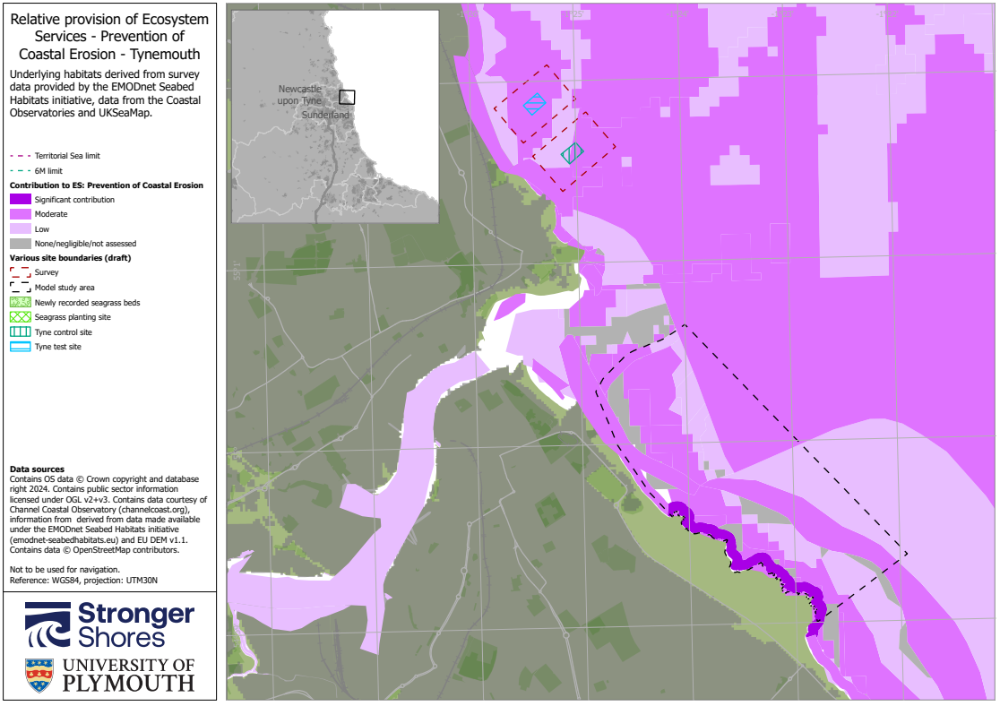 Relative provision of Ecosystem
Services - Prevention of
Coastal Erosion - Tynemouth
Underlying habitats derived from survey
data provided by the EMODnet Seabed
Habitats initiative, data from the Coastal
Observatories and UKSeaMap.
Territorial Sea limit
6M limit
Contribution to ES: Prevention of Coastal Erosion
Significant contribution
Moderate
Low
None/negligible/not assessed
Various site boundaries (draft)
Survey
Model study area
Newly recorded seagrass beds
Seagrass planting site
Tyne control site
Tyne test site
Data sources
Contains OS data © Crown copyright and database
right 2024. Contains public sector information
licensed under OGL v2+v3. Contains data courtesy of
Channel Coastal Observatory (channelcoast.org),
information from derived from data made available
under the EMODnet Seabed Habitats initiative
(emodnet-seabedhabitats.eu) and EU DEM v1.1.
Contains data © OpenStreetMap contributors.
Not to be used for navigation.
Reference: WGS84, projection: UTM30N
Stronger
Shores
UNIVERSITY OF
PLYMOUTH
Newcastle
upon Tyne
Sunderland